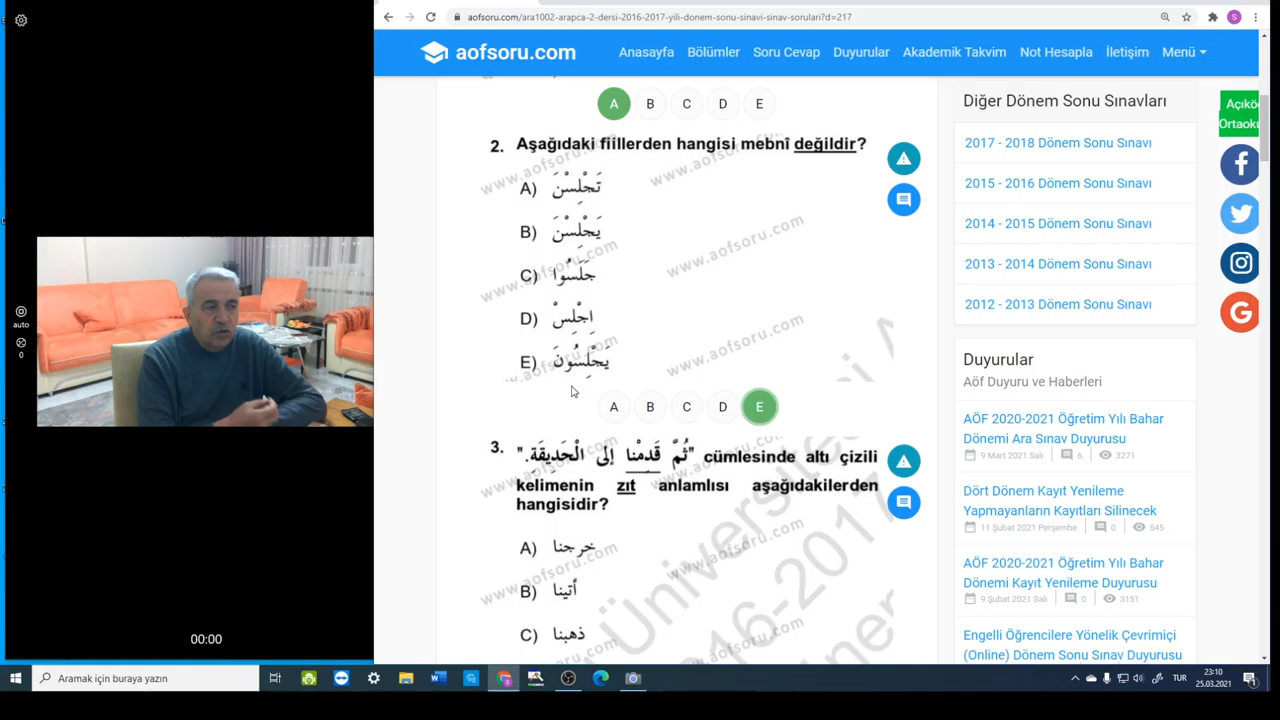 aofsoru.com/ara1002-arapca-2-dersi-2016-2017-yili-donem-sonu-sinavi-sinav-sorulari?d=217
S
aofsoru.com
Anasayfa Bölümler Soru Cevap Duyurular Akademik Takvim Not Hesapla İletişim Menü
A B C D E
2. Aşağıdaki fiillerden hangisi mebnî değildir?
A) تَجْلِسْنَ
B) يَجْلِسْنَ
C) جَلَسُوا
D) اِجْلِسْ
E) يَجْلِسُونَ
A B C D E
3. "ثُمَّ قَدِمْنا إلى الْحَدِيقَةِ." cümlesinde altı çizili
kelimenin zıt anlamlısı aşağıdakilerden
hangisidir?
A) خرجنا
B) أتينا
C) ذهبنا
www.aofsoru.com
Diğer Dönem Sonu Sınavları
2017 - 2018 Dönem Sonu Sınavı
2015 - 2016 Dönem Sonu Sınavı
2014 - 2015 Dönem Sonu Sınavı
2013 - 2014 Dönem Sonu Sınavı
2012 - 2013 Dönem Sonu Sınavı
Duyurular
Aöf Duyuru ve Haberleri
AÖF 2020-2021 Öğretim Yılı Bahar
Dönemi Ara Sınav Duyurusu
9 Mart 2021 Salı 6 3271
Dört Dönem Kayıt Yenileme
Yapmayanların Kayıtları Silinecek
11 Şubat 2021 Perşembe 0 545
AÖF 2020-2021 Öğretim Yılı Bahar
Dönemi Kayıt Yenileme Duyurusu
9 Şubat 2021 Salı 0 3151
Engelli Öğrencilere Yönelik Çevrimiçi
(Online) Dönem Sonu Sınav Duyurusu
auto
0
00:00
Aramak için buraya yazın
TUR
23:10
25.03.2021